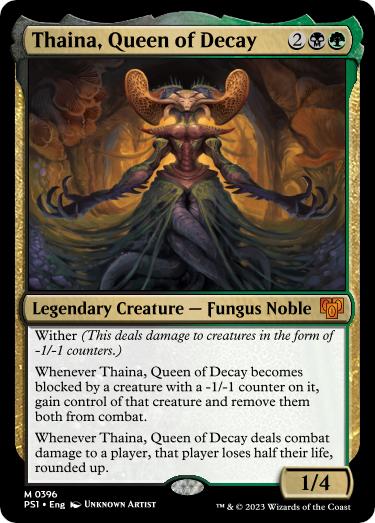 Thaina, Queen of Decay 2
Legendary Creature — Fungus Noble
Wither (This deals damage to creatures in the form of
-1/-1 counters.)
Whenever Thaina, Queen of Decay becomes
blocked by a creature with a -1/-1 counter on it,
gain control of that creature and remove them
both from combat.
Whenever Thaina, Queen of Decay deals combat
damage to a player, that player loses half their life,
rounded up.
1/4
M 0396
PS1 • Eng Unknown Artist
™ & © 2023 Wizards of the Coast